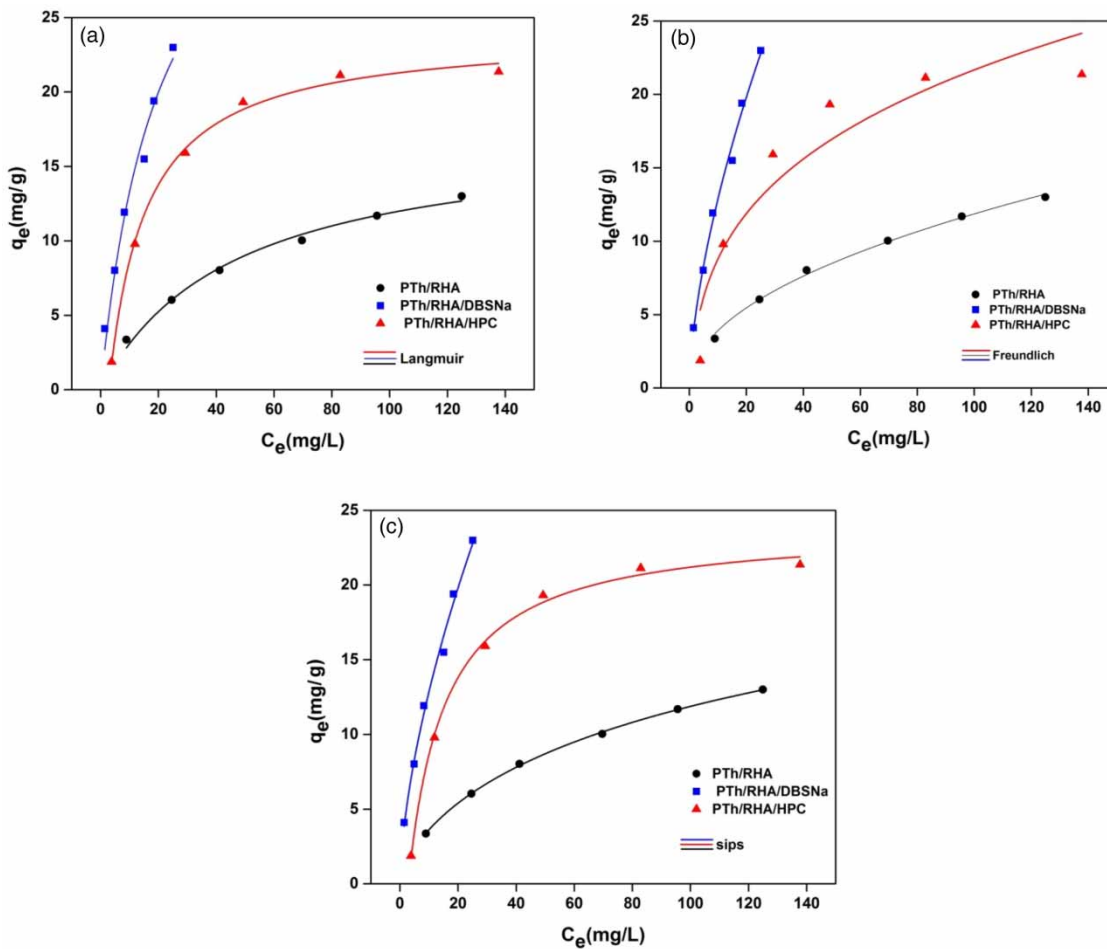 (a)
25
20
15
10
5
0
qe(mg/g)
PTh/RHA
PTh/RHA/DBSNa
PTh/RHA/HPC
Langmuir
0 20 40 60 80 100 120 140
Ce(mg/L)
(b)
25
20
15
10
5
0
qe(mg/g)
PTh/RHA
PTh/RHA/DBSNa
PTh/RHA/HPC
Freundlich
0 20 40 60 80 100 120 140
Ce(mg/L)
(c)
25
20
15
10
5
0
qe(mg/g)
PTh/RHA
PTh/RHA/DBSNa
PTh/RHA/HPC
sips
0 20 40 60 80 100 120 140
Ce(mg/L)